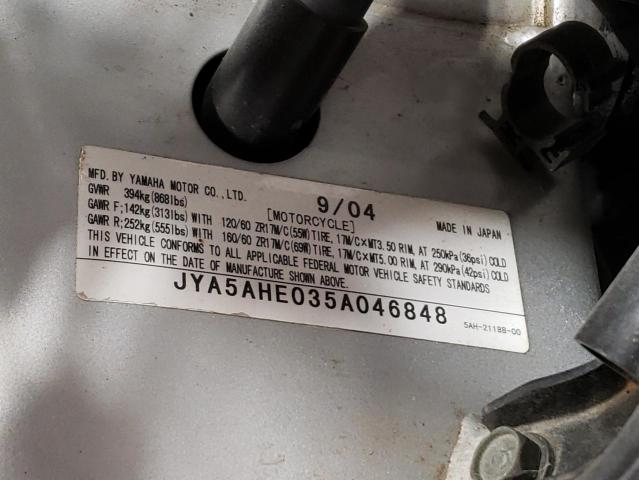 MFD. BY YAMAHA MOTOR CO., LTD. 9/04
GVWR 394kg(868lbs) [MOTORCYCLE] MADE IN JAPAN
GAWR F;142kg(313lbs) WITH 120/60 ZR17M/C(55W)TIRE, 17M/C×MT3.50 RIM, AT 250kPa(36psi) COLD
GAWR R;252kg(555lbs) WITH 160/60 ZR17M/C(69W)TIRE, 17M/C×MT5.00 RIM, AT 290kPa(42psi) COLD
THIS VEHICLE CONFORMS TO ALL APPLICABLE FEDERAL MOTOR VEHICLE SAFETY STANDARDS
IN EFFECT ON THE DATE OF MANUFACTURE SHOWN ABOVE.
JYA5AHE035A046848
5AH-2118B-00